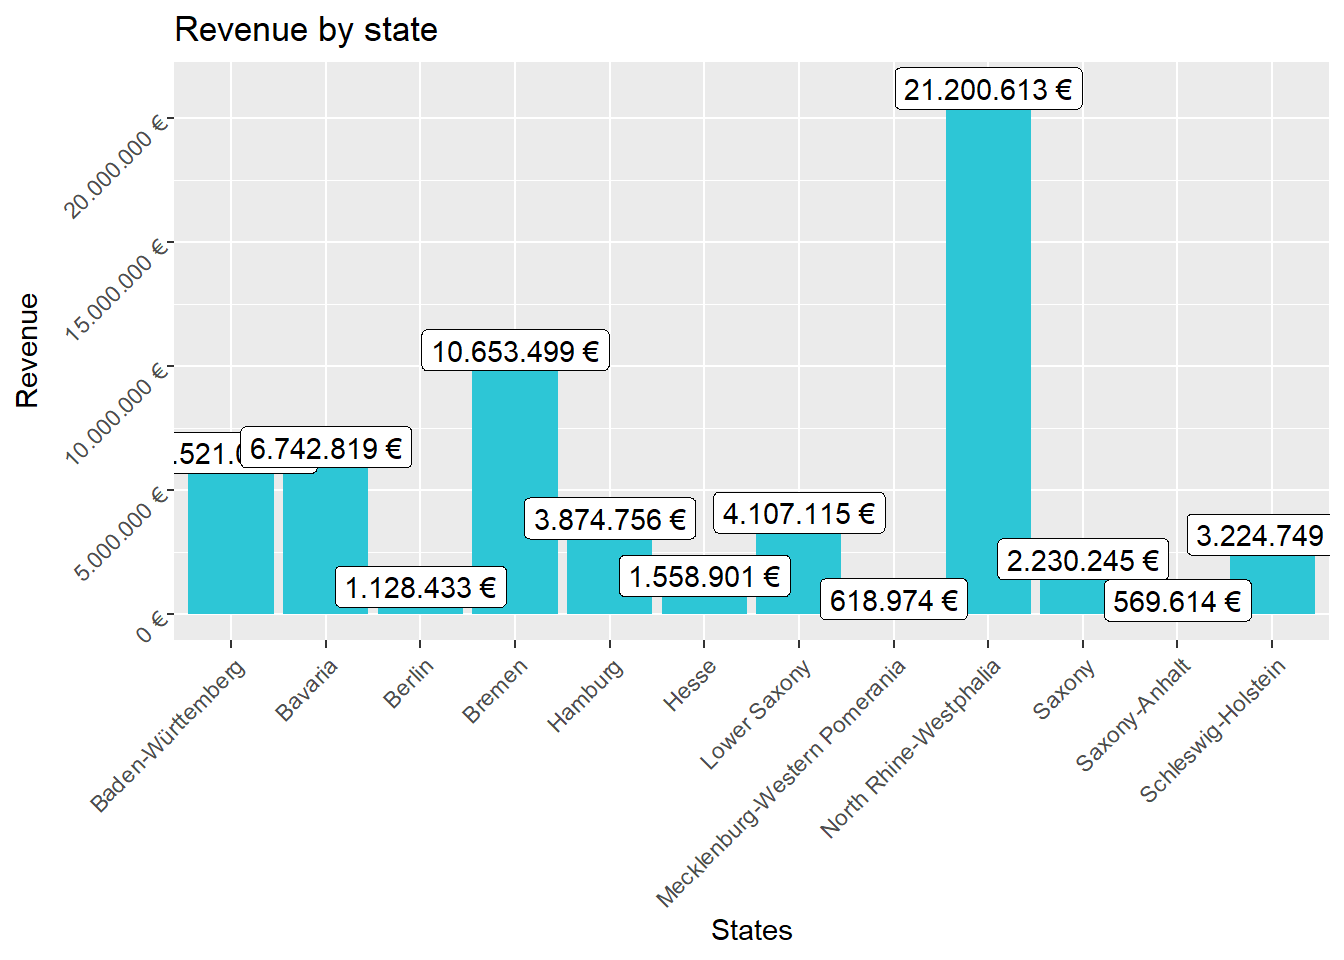 Revenue by state
Revenue
20.000.000 €
15.000.000 €
10.000.000 €
5.000.000 €
0 €
21.200.613 €
10.653.499 €
6.742.819 €
4.107.115 €
3.874.756 €
3.224.749
2.230.245 €
1.558.901 €
1.128.433 €
618.974 €
569.614 €
Baden-Württemberg
Bavaria
Berlin
Bremen
Hamburg
Hesse
Lower Saxony
Mecklenburg-Western Pomerania
North Rhine-Westphalia
Saxony
Saxony-Anhalt
Schleswig-Holstein
States